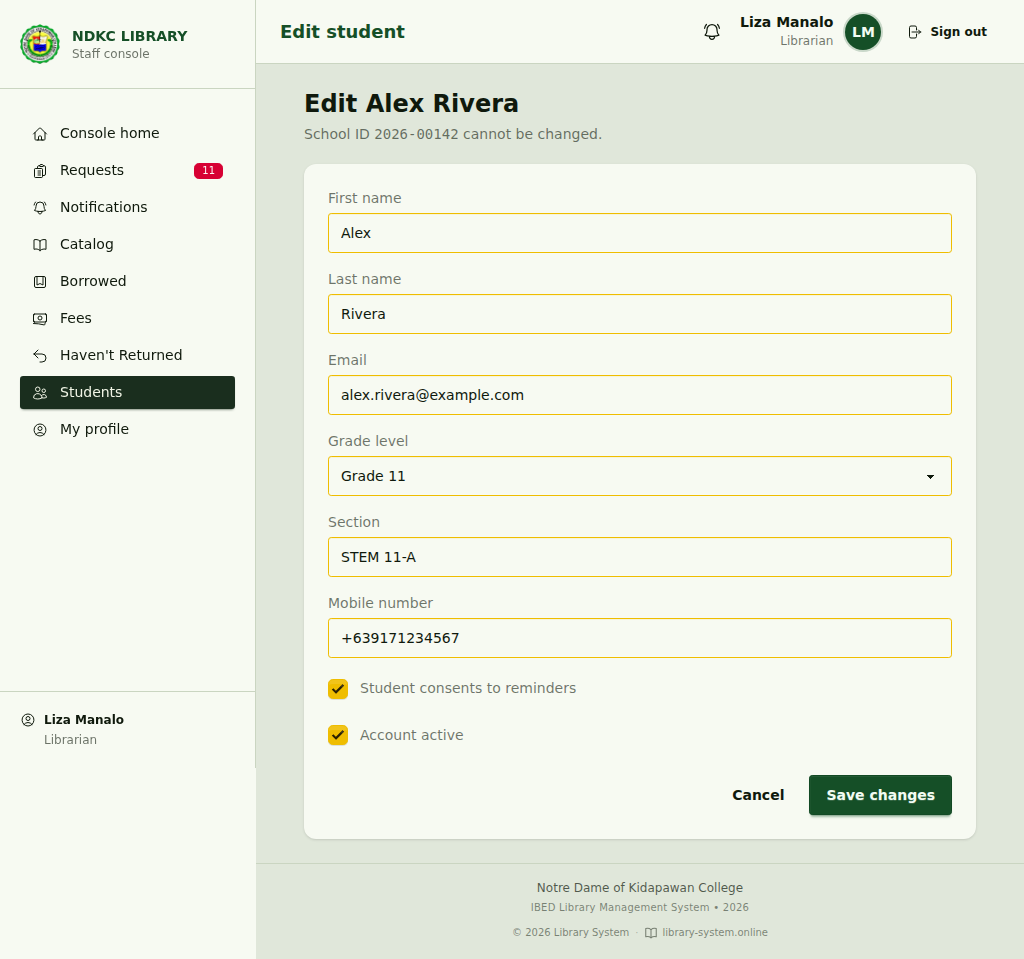 NDKC LIBRARY
Staff console
Edit student
Liza Manalo
Librarian
LM
Sign out
Console home
Requests 11
Notifications
Catalog
Borrowed
Fees
Haven't Returned
Students
My profile
Liza Manalo
Librarian
Edit Alex Rivera
School ID 2026-00142 cannot be changed.
First name
Alex
Last name
Rivera
Email
alex.rivera@example.com
Grade level
Grade 11
Section
STEM 11-A
Mobile number
+639171234567
Student consents to reminders
Account active
Cancel
Save changes
Notre Dame of Kidapawan College
IBED Library Management System • 2026
© 2026 Library System · library-system.online